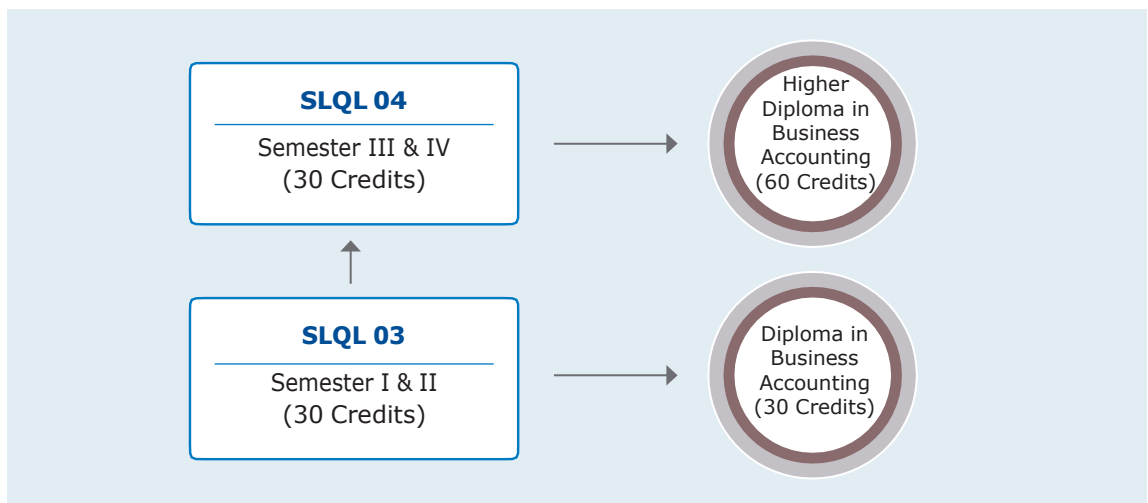 SLQL 04
Semester III & IV
(30 Credits)
Higher
Diploma in
Business
Accounting
(60 Credits)
SLQL 03
Semester I & II
(30 Credits)
Diploma in
Business
Accounting
(30 Credits)